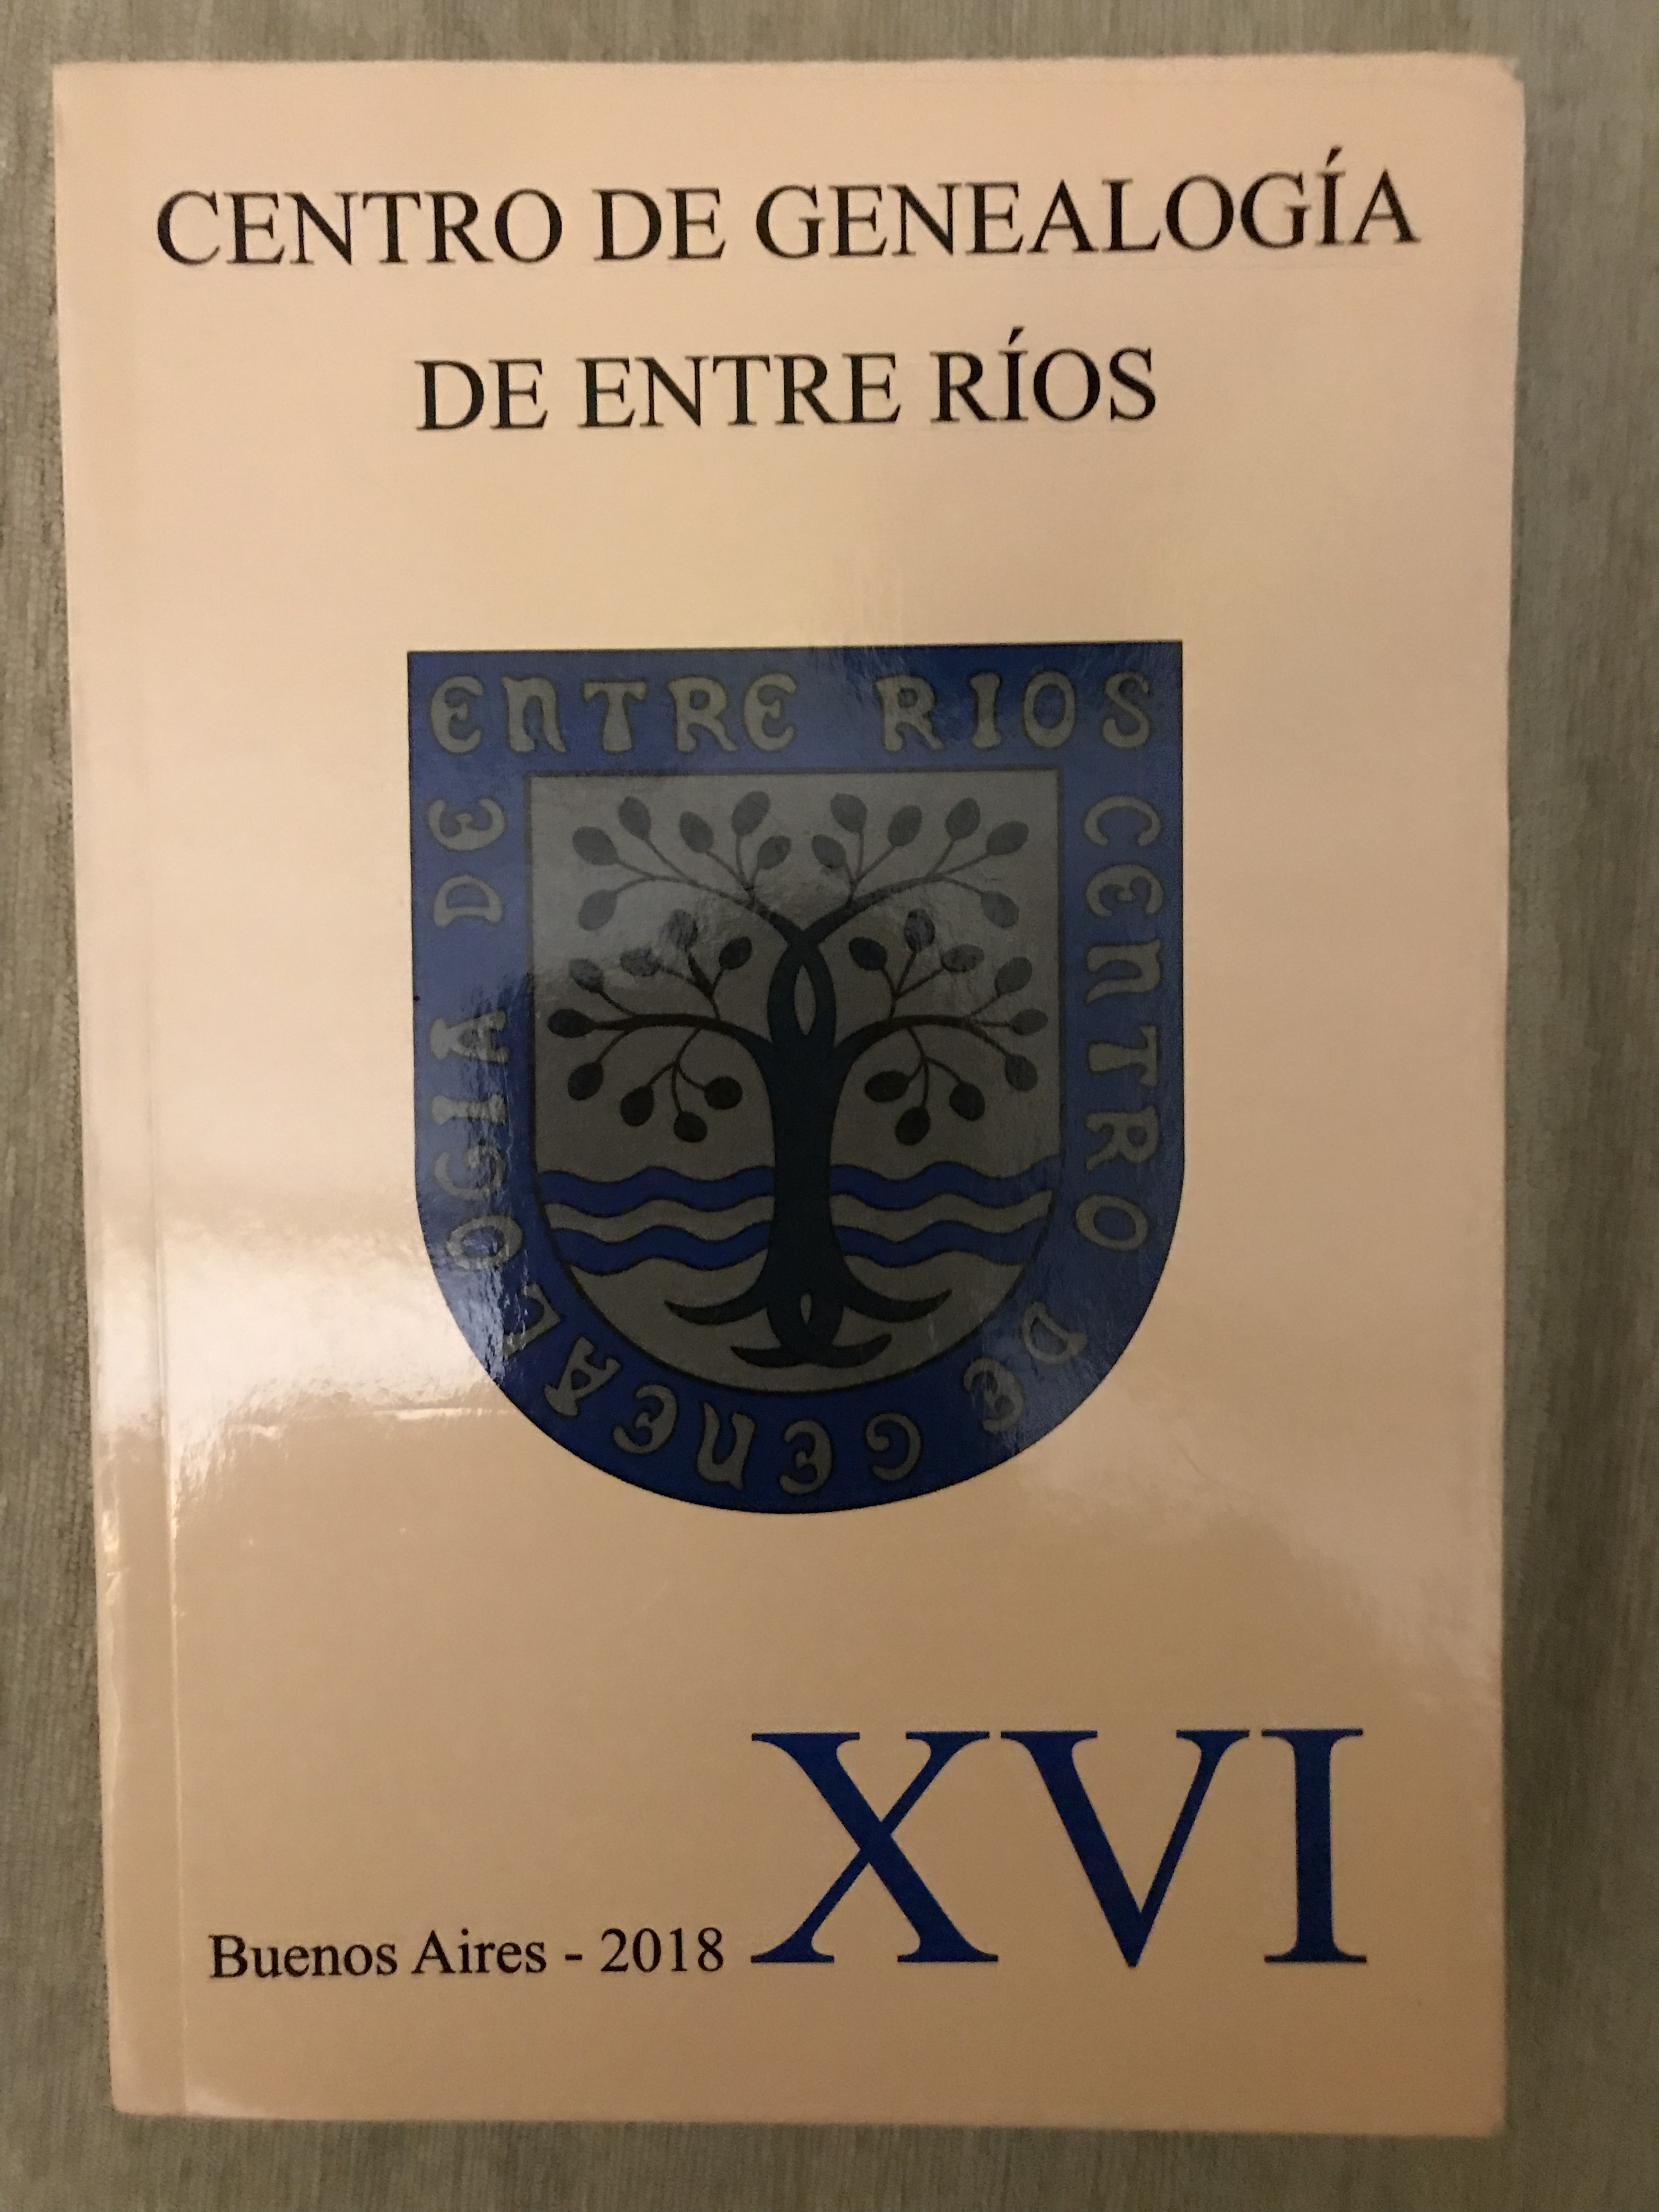 CENTRO DE GENEALOGÍA
DE ENTRE RÍOS
ENTRE RIOS
CENTRO DE GENEALOGIA DE
XVI
Buenos Aires - 2018